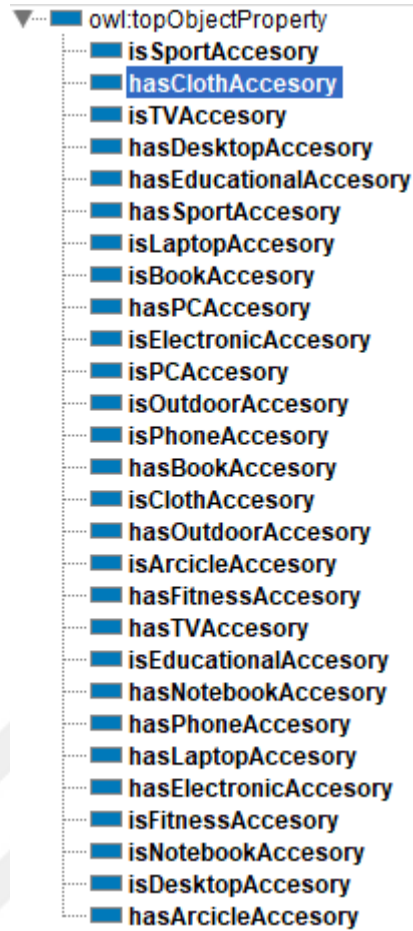 owl:topObjectProperty
isSportAccesory
hasClothAccesory
isTVAccesory
hasDesktopAccesory
hasEducationalAccesory
hasSportAccesory
isLaptopAccesory
isBookAccesory
hasPCAccesory
isElectronicAccesory
isPCAccesory
isOutdoorAccesory
isPhoneAccesory
hasBookAccesory
isClothAccesory
hasOutdoorAccesory
isArcicleAccesory
hasFitnessAccesory
hasTVAccesory
isEducationalAccesory
hasNotebookAccesory
hasPhoneAccesory
hasLaptopAccesory
hasElectronicAccesory
isFitnessAccesory
isNotebookAccesory
isDesktopAccesory
hasArcicleAccesory